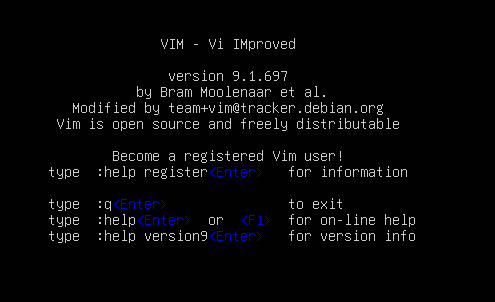 VIM - Vi IMproved
version 9.1.697
by Bram Moolenaar et al.
Modified by team+vim@tracker.debian.org
Vim is open source and freely distributable
Become a registered Vim user!
type :help register<Enter> for information
type :q<Enter> to exit
type :help<Enter> or <F1> for on-line help
type :help version9<Enter> for version info